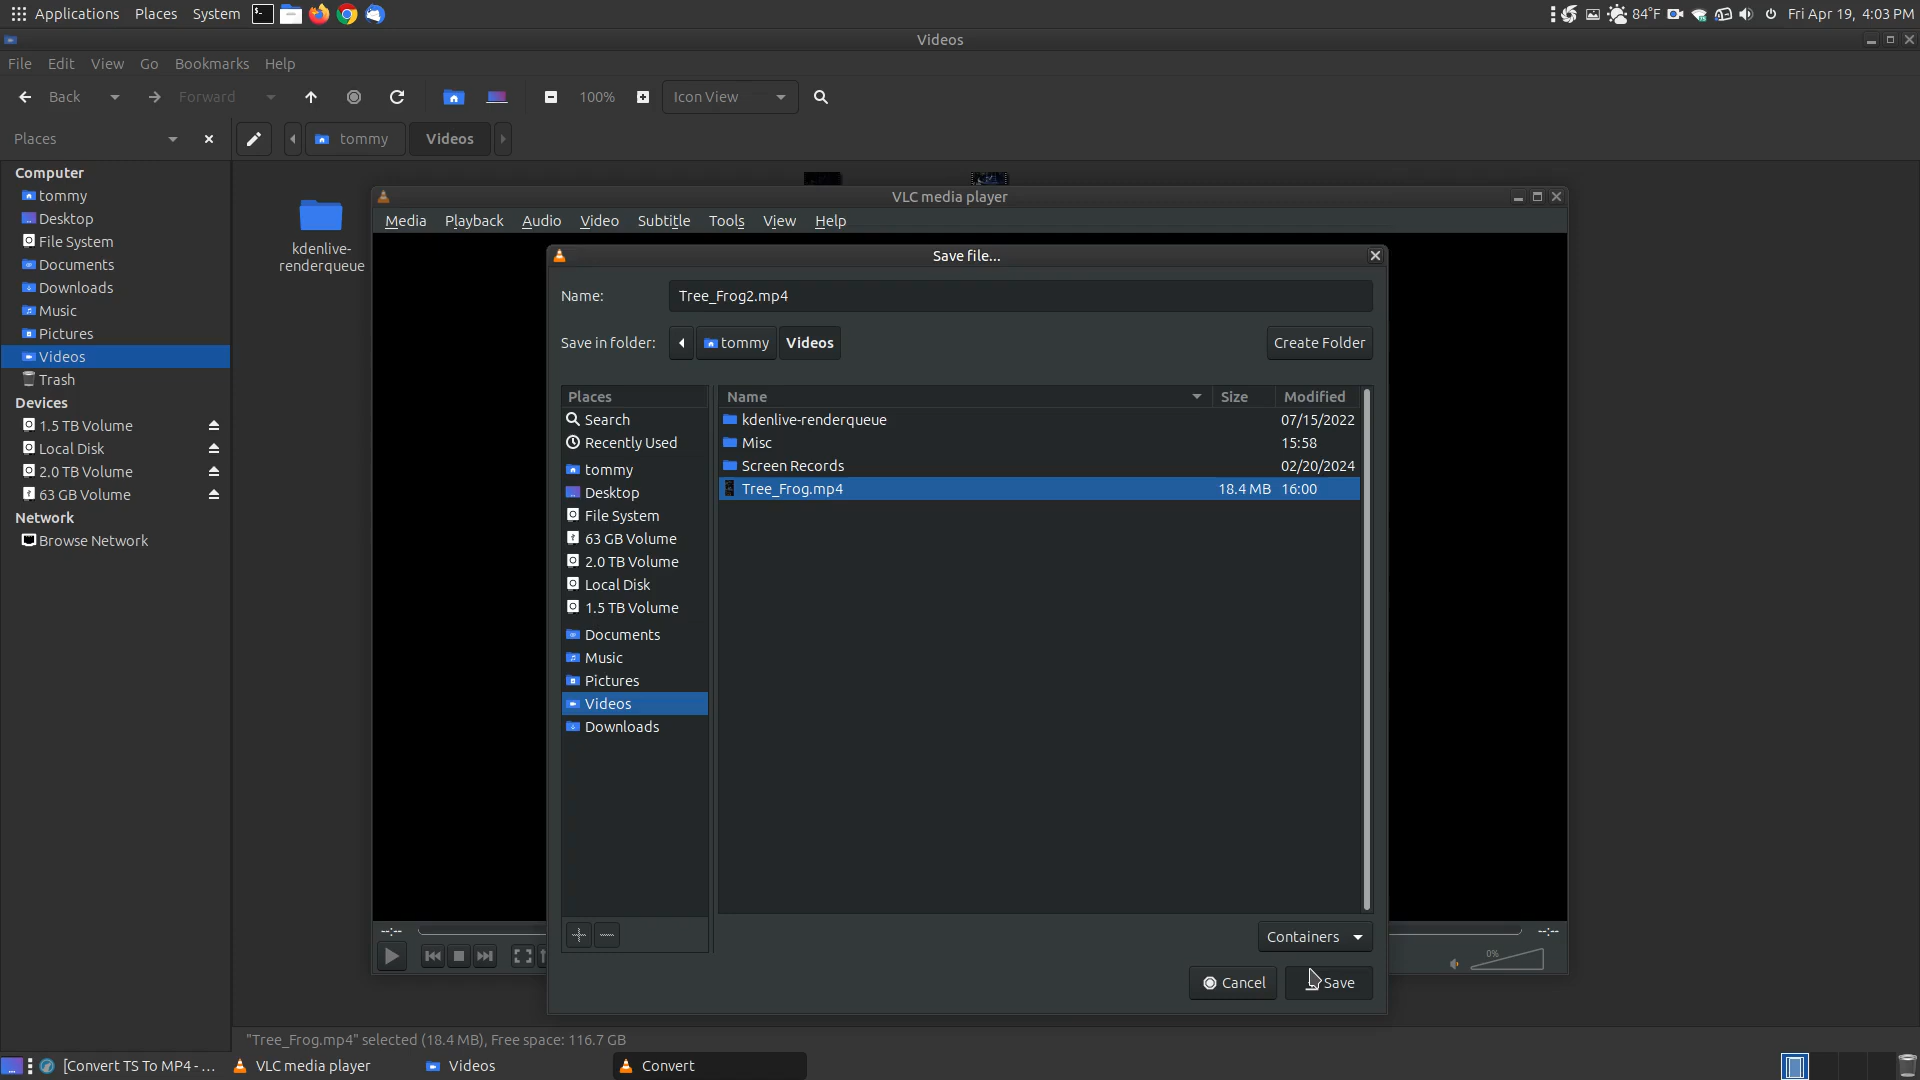 Applications Places System 84°F Fri Apr 19, 4:03 PM
Videos
File Edit View Go Bookmarks Help
Back Forward 100% Icon View
Places tommy Videos
Computer
tommy
Desktop
File System
Documents
Downloads
Music
Pictures
Videos
Trash
Devices
1.5 TB Volume
Local Disk
2.0 TB Volume
63 GB Volume
Network
Browse Network
kdenlive-
renderqueue
VLC media player
Media Playback Audio Video Subtitle Tools View Help
Save file...
Name: Tree_Frog2.mp4
Save in folder: tommy Videos Create Folder
Places
Search
Recently Used
tommy
Desktop
File System
63 GB Volume
2.0 TB Volume
Local Disk
1.5 TB Volume
Documents
Music
Pictures
Videos
Downloads
Name Size Modified
kdenlive-renderqueue 07/15/2022
Misc 15:58
Screen Records 02/20/2024
Tree_Frog.mp4 18.4 MB 16:00
Containers
Cancel Save
--:-- --:--
0%
"Tree_Frog.mp4" selected (18.4 MB), Free space: 116.7 GB
[Convert TS To MP4 - ... VLC media player Videos Convert